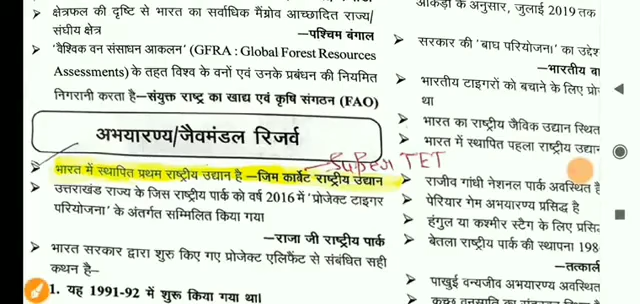 क्षेत्रफल की दृष्टि से भारत का सर्वाधिक मैंग्रोव आच्छादित राज्य/
संघीय क्षेत्र
–पश्चिम बंगाल
'वैश्विक वन संसाधन आकलन' (GFRA : Global Forest Resources
Assessments) के तहत विश्व के वनों एवं उनके प्रबंधन की नियमित
निगरानी करता है–संयुक्त राष्ट्र का खाद्य एवं कृषि संगठन (FAO)
अभयारण्य/जैवमंडल रिजर्व
TET
भारत में स्थापित प्रथम राष्ट्रीय उद्यान है –जिम कार्बेट राष्ट्रीय उद्यान
उत्तराखण्ड राज्य के जिस राष्ट्रीय पार्क को वर्ष 2016 में 'प्रोजेक्ट टाइगर
परियोजना' के अंतर्गत सम्मिलित किया गया
–राजा जी राष्ट्रीय पार्क
भारत सरकार द्वारा शुरू किए गए प्रोजेक्ट एलिफैंट से संबंधित सही
कथन है–
1. यह 1991-92 में शुरू किया गया था।
आंकड़ों के अनुसार, जुलाई 2019 तक
सरकार की 'बाघ परियोजना' का उद्देश
–भारतीय बा
भारतीय टाइगरों को बचाने के लिए प्रो
था
भारत का राष्ट्रीय जैविक उद्यान स्थित
भारत में स्थापित पहला राष्ट्रीय उद्यान
राजीव गांधी नेशनल पार्क अवस्थित है
पेरियार गेम अभयारण्य प्रसिद्ध है
हंगुल या कश्मीर स्टैग के लिए प्रसिद
बेतला राष्ट्रीय पार्क की स्थापना 198
–तत्काल
पाखुई वन्यजीव अभयारण्य अवस्थित